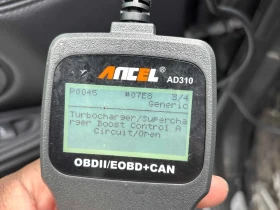 ANCEL
AD310
P0045 #07E8 3/4
Generic
Turbocharger/Supercha
rger Boost Control A
Circuit/Open
OBDII/EOBD+CAN